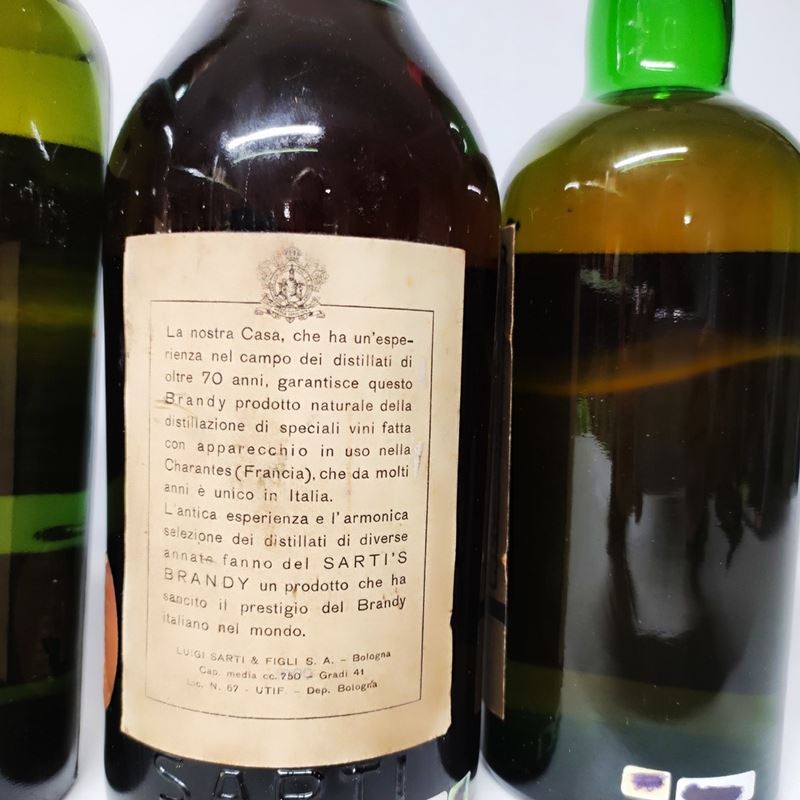 La nostra Casa, che ha un'espe-
rienza nel campo dei distillati di
oltre 70 anni, garantisce questo
Brandy prodotto naturale della
distillazione di speciali vini fatta
con apparecchio in uso nella
Charantes (Francia), che da molti
anni è unico in Italia.
L'antica esperienza e l'armonica
selezione dei distillati di diverse
annate fanno del SARTI'S
BRANDY un prodotto che ha
sancito il prestigio del Brandy
italiano nel mondo.
LUIGI SARTI & FIGLI S. A. – Bologna
Cap. media cc. 750 – Gradi 41
Lic. N. 67 - UTIF. – Dep. Bologna
SARTI